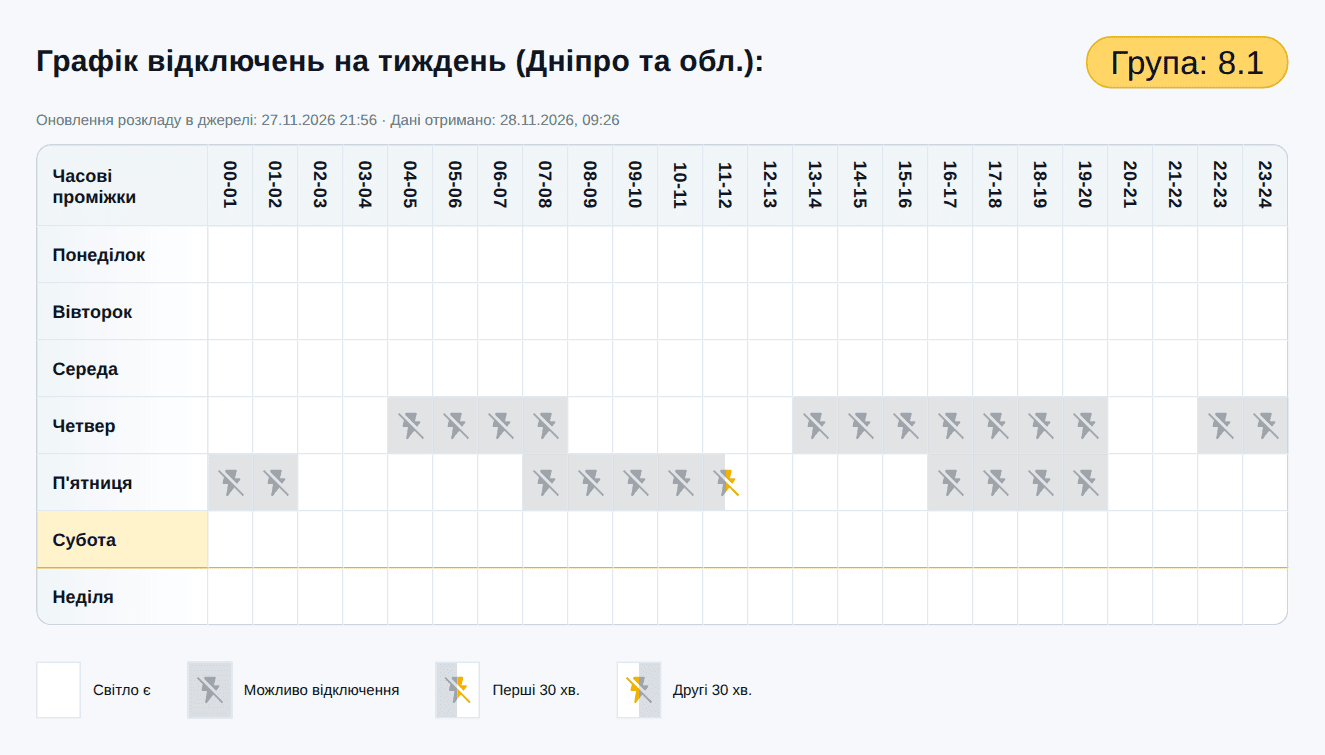 Графік відключень на тиждень (Дніпро та обл.):
Група: 8.1
Оновлення розкладу в джерелі: 27.11.2026 21:56 · Дані отримано: 28.11.2026, 09:26
Часові
проміжки
00-01
01-02
02-03
03-04
04-05
05-06
06-07
07-08
08-09
09-10
10-11
11-12
12-13
13-14
14-15
15-16
16-17
17-18
18-19
19-20
20-21
21-22
22-23
23-24
Понеділок
Вівторок
Середа
Четвер
П'ятниця
Субота
Неділя
Світло є
Можливо відключення
Перші 30 хв.
Другі 30 хв.